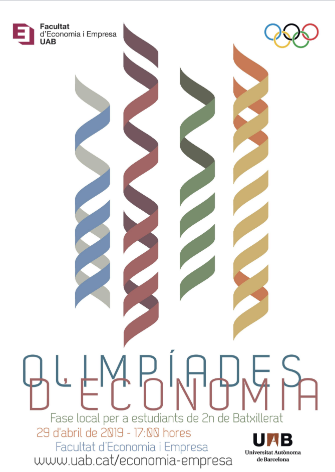 Facultat
d'Economia i Empresa
UAB
OLIMPÍADES
D'ECONOMIA
Fase local per a estudiants de 2n de Batxillerat
29 d'abril de 2019 - 17:00 hores
Facultat d'Economia i Empresa
www.uab.cat/economia-empresa
UAB
Universitat Autònoma
de Barcelona